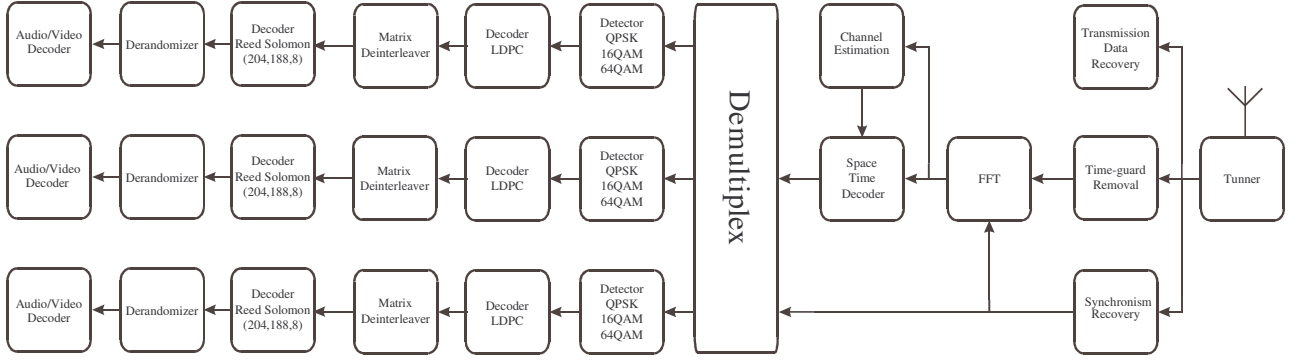 Audio/Video
Decoder
Derandomizer
Decoder
Reed Solomon
(204,188,8)
Matrix
Deinterleaver
Decoder
LDPC
Detector
QPSK
16QAM
64QAM
Demultiplex
Channel
Estimation
Transmission
Data
Recovery
Audio/Video
Decoder
Derandomizer
Decoder
Reed Solomon
(204,188,8)
Matrix
Deinterleaver
Decoder
LDPC
Detector
QPSK
16QAM
64QAM
Space
Time
Decoder
FFT
Time-guard
Removal
Tunner
Audio/Video
Decoder
Derandomizer
Decoder
Reed Solomon
(204,188,8)
Matrix
Deinterleaver
Decoder
LDPC
Detector
QPSK
16QAM
64QAM
Synchronism
Recovery